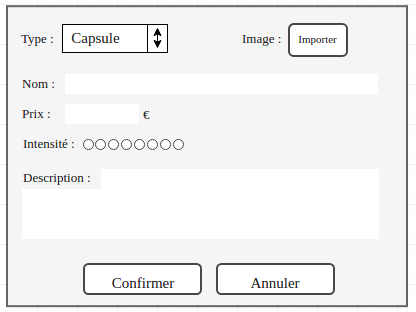 Type : Capsule Image : Importer
Nom :
Prix : €
Intensité :
Description :
Confirmer Annuler